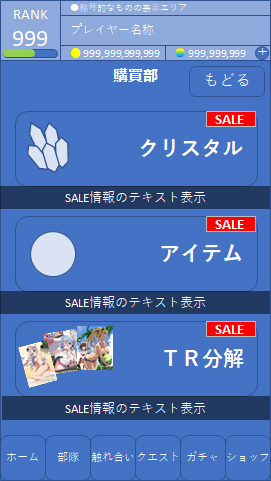 RANK
999
●称号的なものの表示エリア
プレイヤー名称
999,999,999,999
999,999,999
購買部
もどる
SALE
クリスタル
SALE情報のテキスト表示
SALE
アイテム
SALE情報のテキスト表示
SALE
ＴＲ分解
SALE情報のテキスト表示
ホーム
部隊
触れ合い
クエスト
ガチャ
ショップ